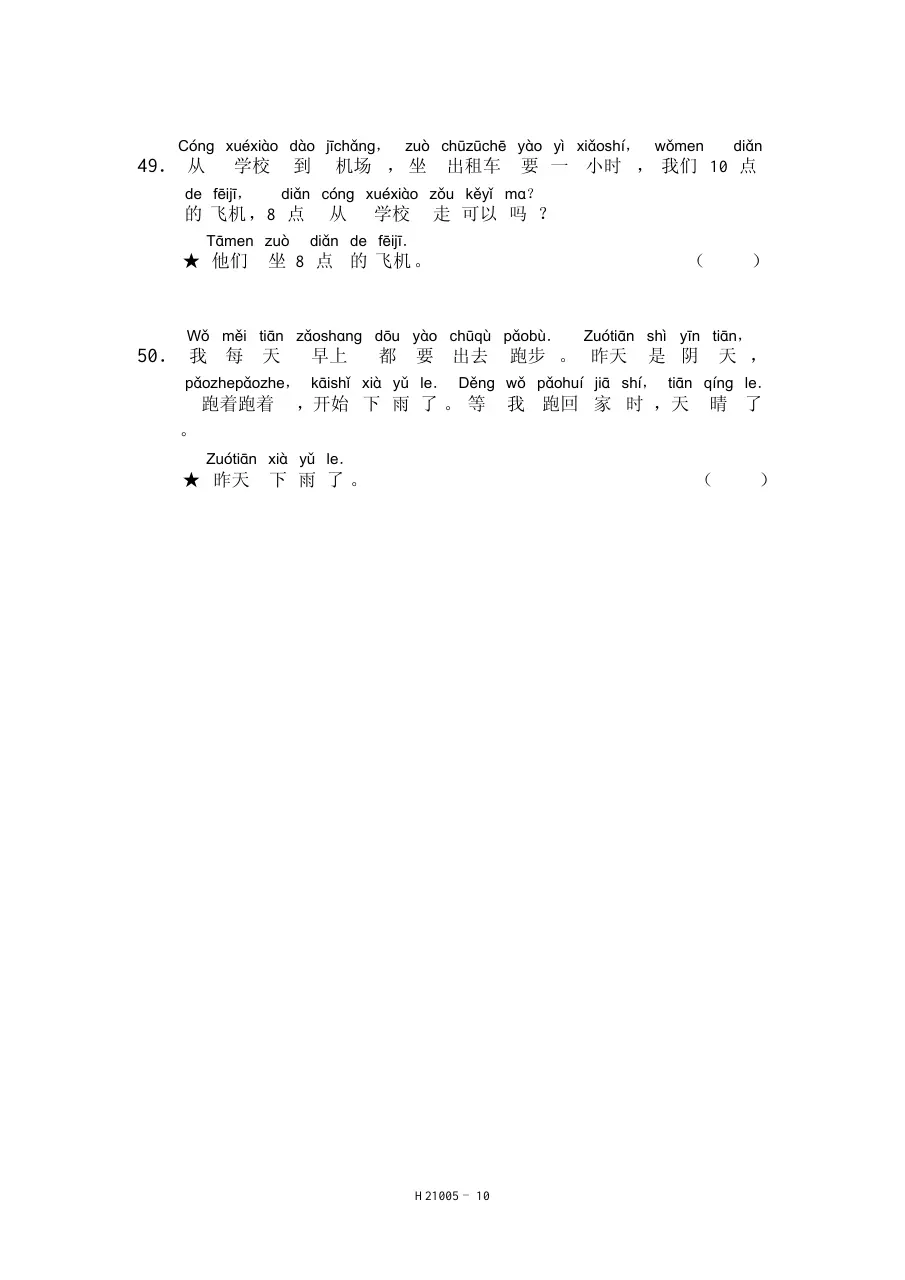 Cóng xuéxiào dào jīchǎng， zuò chūzūchē yào yì xiǎoshí， wǒmen diǎn
49． 从 学校 到 机场 ，坐 出租车 要 一 小时 ，我们 10 点
de fēijī， diǎn cóng xuéxiào zǒu kěyǐ mɑ？
的 飞机，8 点 从 学校 走 可以 吗 ？
Tāmen zuò diǎn de fēijī．
★ 他们 坐 8 点 的 飞机。 （ ）
Wǒ měi tiān zǎoshɑng dōu yào chūqù pǎobù． Zuótiān shì yīn tiān，
50． 我 每 天 早上 都 要 出去 跑步 。 昨天 是 阴 天 ，
pǎozhepǎozhe， kāishǐ xià yǔ le． Děng wǒ pǎohuí jiā shí， tiān qíng le．
跑着跑着 ，开始 下 雨 了 。等 我 跑回 家 时 ，天 晴 了
。
Zuótiān xià yǔ le．
★ 昨天 下 雨 了 。 （ ）
H21005－10